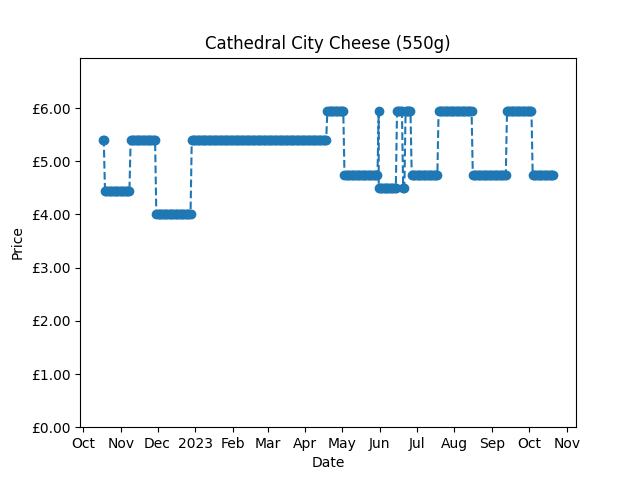 Cathedral City Cheese (550g)
£6.00
£5.00
£4.00
£3.00
£2.00
£1.00
£0.00
Price
Oct Nov Dec 2023 Feb Mar Apr May Jun Jul Aug Sep Oct Nov
Date